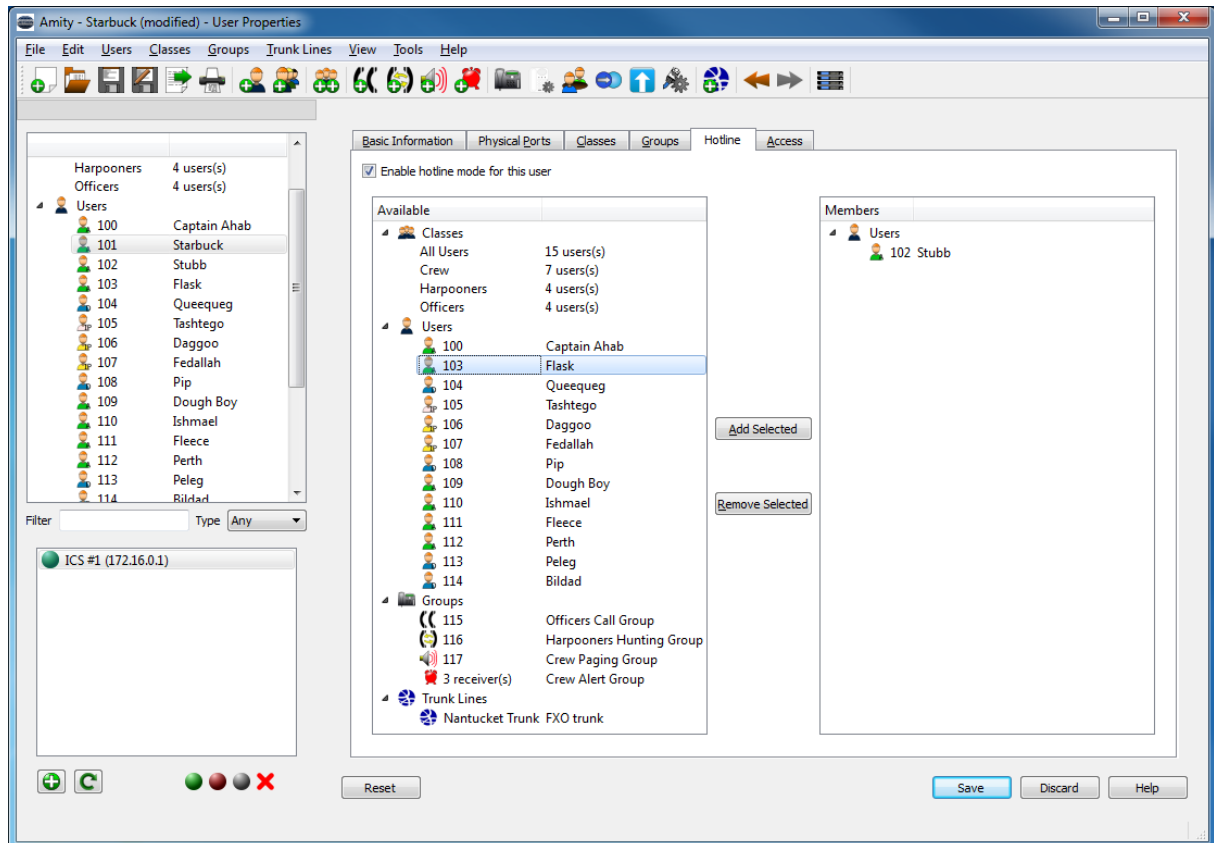 Amity - Starbuck (modified) - User Properties
File Edit Users Classes Groups Trunk Lines View Tools Help
Harpooners 4 users(s)
Officers 4 users(s)
Users
100 Captain Ahab
101 Starbuck
102 Stubb
103 Flask
104 Queequeg
105 Tashtego
106 Daggoo
107 Fedallah
108 Pip
109 Dough Boy
110 Ishmael
111 Fleece
112 Perth
113 Peleg
114 Bildad
Filter Type Any
ICS #1 (172.16.0.1)
Basic Information Physical Ports Classes Groups Hotline Access
Enable hotline mode for this user
Available
Classes
All Users 15 users(s)
Crew 7 users(s)
Harpooners 4 users(s)
Officers 4 users(s)
Users
100 Captain Ahab
103 Flask
104 Queequeg
105 Tashtego
106 Daggoo
107 Fedallah
108 Pip
109 Dough Boy
110 Ishmael
111 Fleece
112 Perth
113 Peleg
114 Bildad
Groups
115 Officers Call Group
116 Harpooners Hunting Group
117 Crew Paging Group
3 receiver(s) Crew Alert Group
Trunk Lines
Nantucket Trunk FXO trunk
Add Selected
Remove Selected
Members
Users
102 Stubb
Reset Save Discard Help